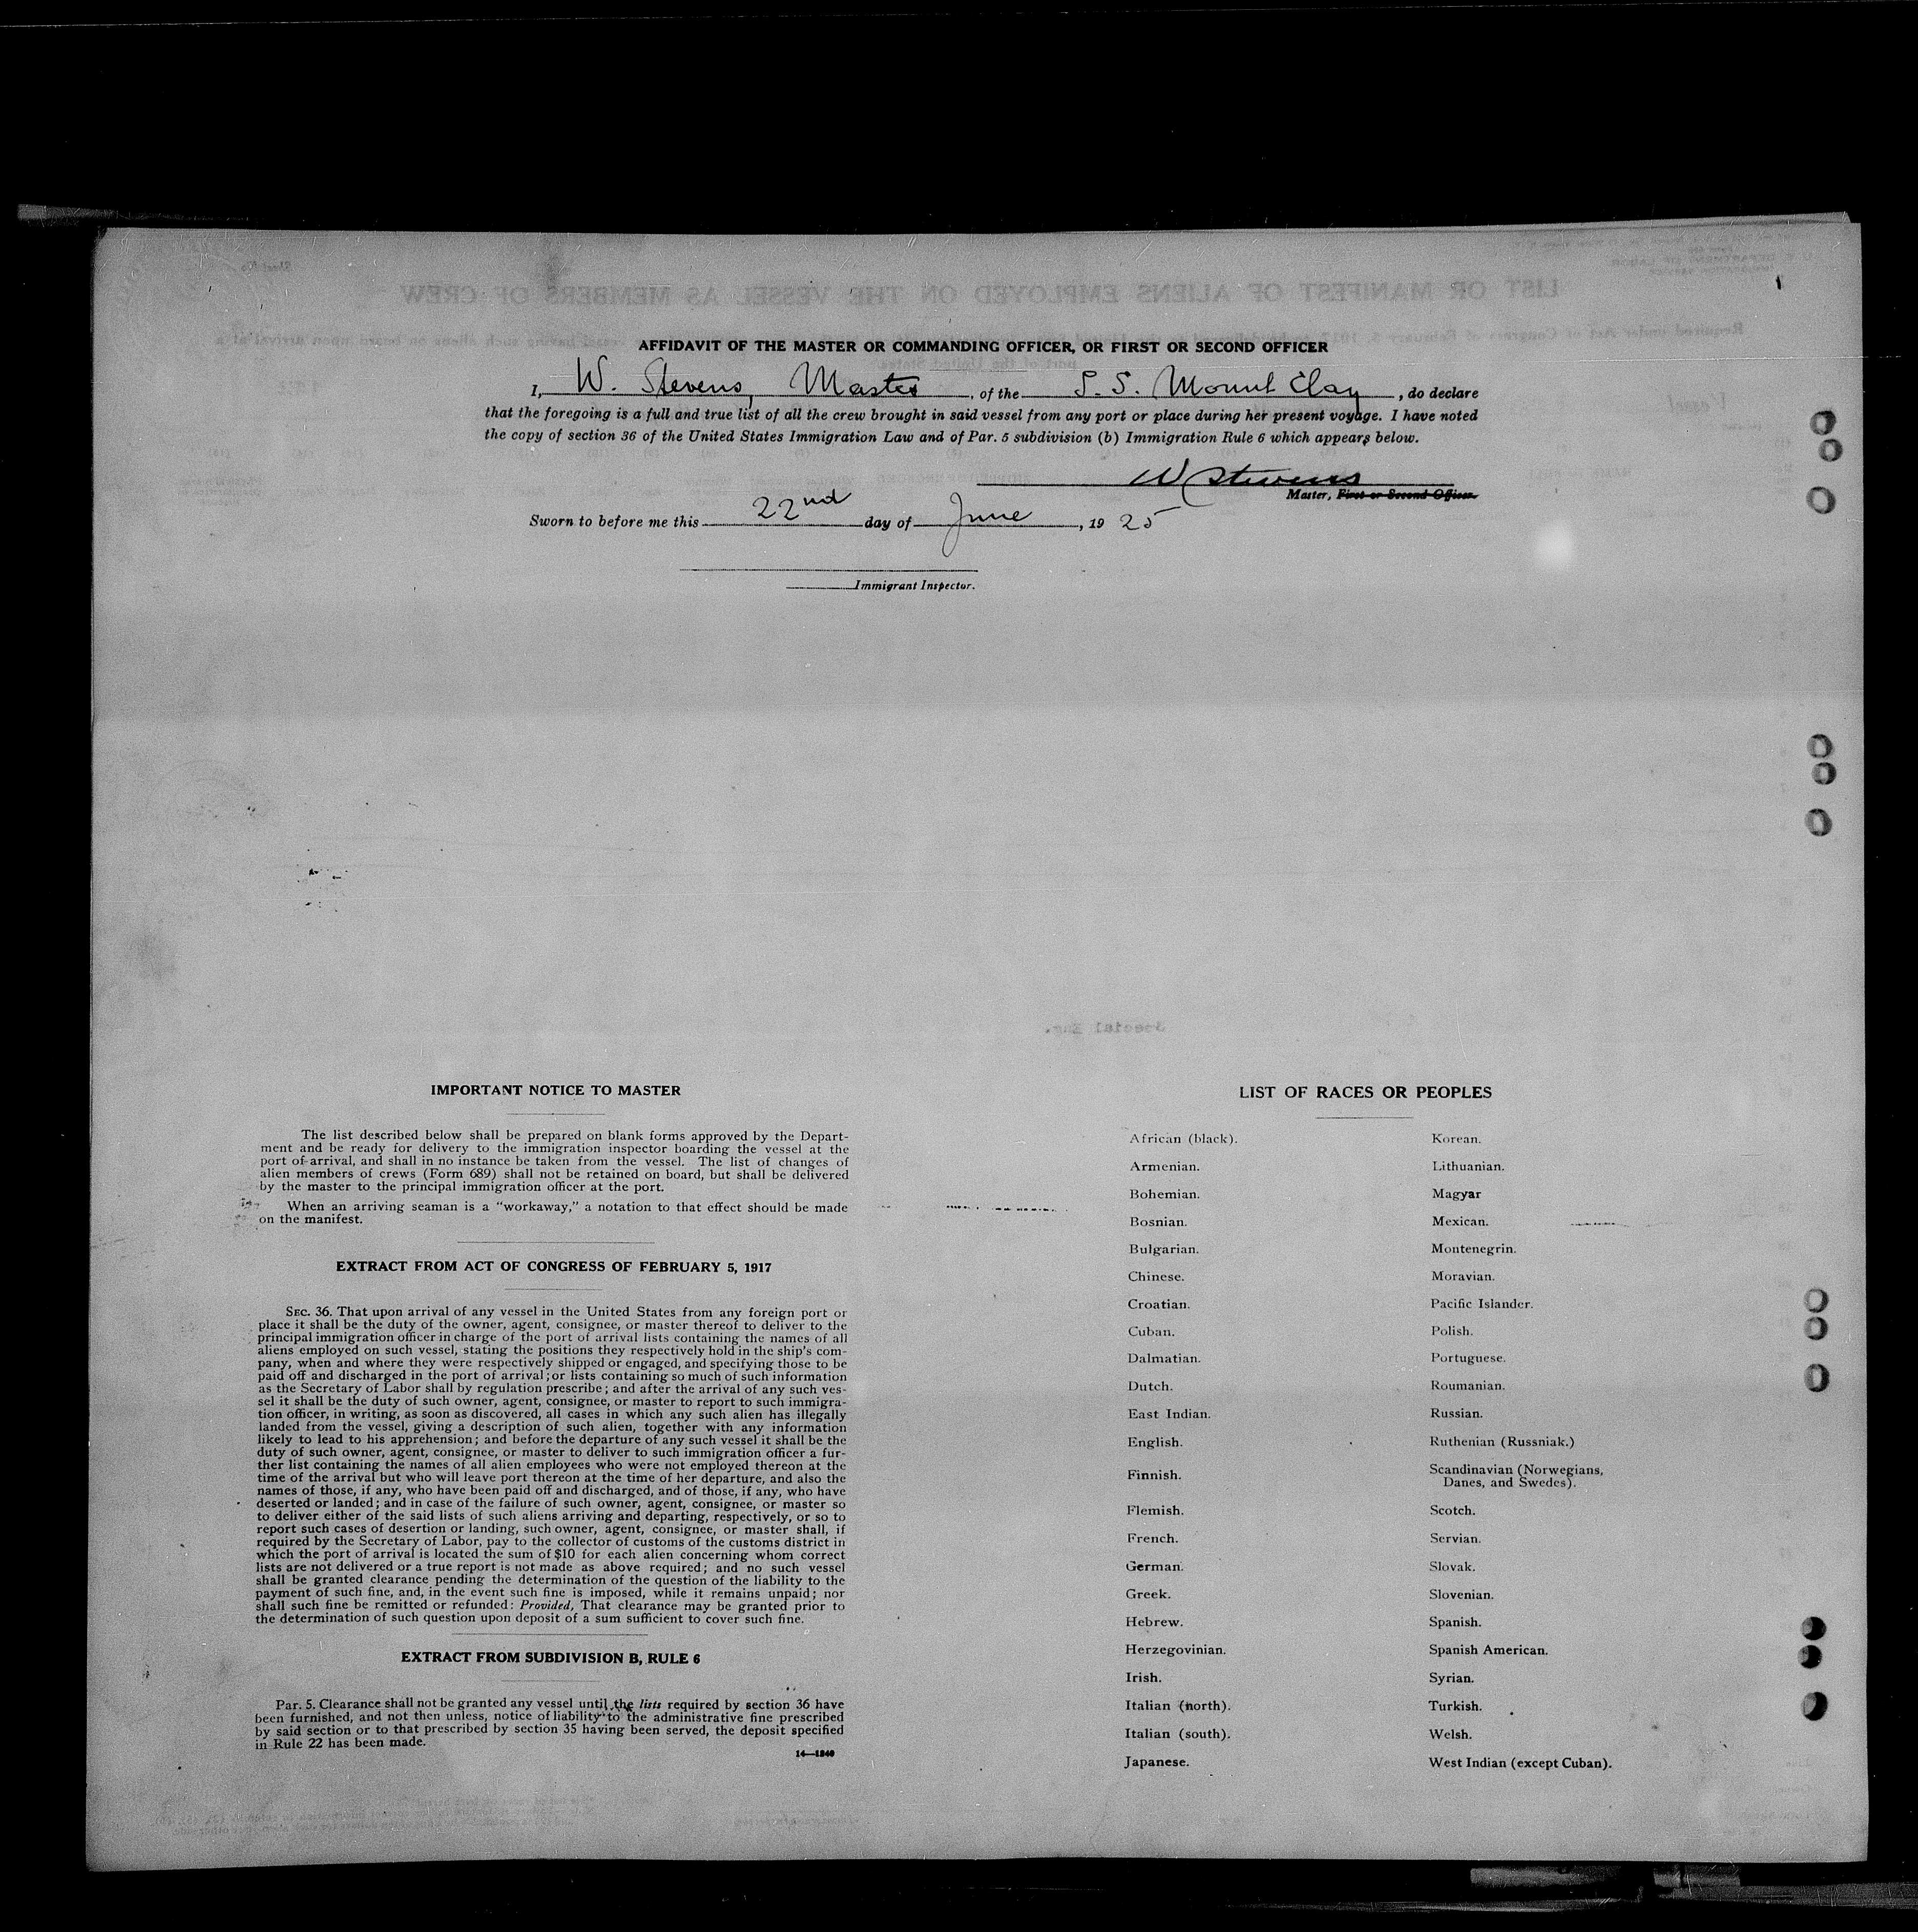 AFFIDAVIT OF THE MASTER OR COMMANDING OFFICER, OR FIRST OR SECOND OFFICER
I, W. Stevens, Master, of the S.S. Mount Clay, do declare
that the foregoing is a full and true list of all the crew brought in said vessel from any port or place during her present voyage. I have noted
the copy of section 36 of the United States Immigration Law and of Par. 5 subdivision (b) Immigration Rule 6 which appears below.
W Stevens
Master, First or Second Officer.
Sworn to before me this 22nd day of June, 1925
Immigrant Inspector.
IMPORTANT NOTICE TO MASTER
The list described below shall be prepared on blank forms approved by the Depart-
ment and be ready for delivery to the immigration inspector boarding the vessel at the
port of arrival, and shall in no instance be taken from the vessel. The list of changes of
alien members of crews (Form 689) shall not be retained on board, but shall be delivered
by the master to the principal immigration officer at the port.
When an arriving seaman is a “workaway,” a notation to that effect should be made
on the manifest.
EXTRACT FROM ACT OF CONGRESS OF FEBRUARY 5, 1917
SEC. 36. That upon arrival of any vessel in the United States from any foreign port or
place it shall be the duty of the owner, agent, consignee, or master thereof to deliver to the
principal immigration officer in charge of the port of arrival lists containing the names of all
aliens employed on such vessel, stating the positions they respectively hold in the ship's com-
pany, when and where they were respectively shipped or engaged, and specifying those to be
paid off and discharged in the port of arrival; or lists containing so much of such information
as the Secretary of Labor shall by regulation prescribe; and after the arrival of any such ves-
sel it shall be the duty of such owner, agent, consignee, or master to report to such immigra-
tion officer, in writing, as soon as discovered, all cases in which any such alien has illegally
landed from the vessel, giving a description of such alien, together with any information
likely to lead to his apprehension; and before the departure of any such vessel it shall be the
duty of such owner, agent, consignee, or master to deliver to such immigration officer a fur-
ther list containing the names of all alien employees who were not employed thereon at the
time of the arrival but who will leave port thereon at the time of her departure, and also the
names of those, if any, who have been paid off and discharged, and of those, if any, who have
deserted or landed; and in case of the failure of such owner, agent, consignee, or master so
to deliver either of the said lists of such aliens arriving and departing, respectively, or so to
report such cases of desertion or landing, such owner, agent, consignee, or master shall, if
required by the Secretary of Labor, pay to the collector of customs of the customs district in
which the port of arrival is located the sum of $10 for each alien concerning whom correct
lists are not delivered or a true report is not made as above required; and no such vessel
shall be granted clearance pending the determination of the question of the liability to the
payment of such fine, and, in the event such fine is imposed, while it remains unpaid; nor
shall such fine be remitted or refunded: Provided, That clearance may be granted prior to
the determination of such question upon deposit of a sum sufficient to cover such fine.
EXTRACT FROM SUBDIVISION B, RULE 6
Par. 5. Clearance shall not be granted any vessel until the lists required by section 36 have
been furnished, and not then unless, notice of liability to the administrative fine prescribed
by said section or to that prescribed by section 35 having been served, the deposit specified
in Rule 22 has been made.
14—1240
LIST OF RACES OR PEOPLES
African (black).
Armenian.
Bohemian.
Bosnian.
Bulgarian.
Chinese.
Croatian.
Cuban.
Dalmatian.
Dutch.
East Indian.
English.
Finnish.
Flemish.
French.
German.
Greek.
Hebrew.
Herzegovinian.
Irish.
Italian (north).
Italian (south).
Japanese.
Korean.
Lithuanian.
Magyar
Mexican.
Montenegrin.
Moravian.
Pacific Islander.
Polish.
Portuguese.
Roumanian.
Russian.
Ruthenian (Russniak.)
Scandinavian (Norwegians,
Danes, and Swedes).
Scotch.
Servian.
Slovak.
Slovenian.
Spanish.
Spanish American.
Syrian.
Turkish.
Welsh.
West Indian (except Cuban).